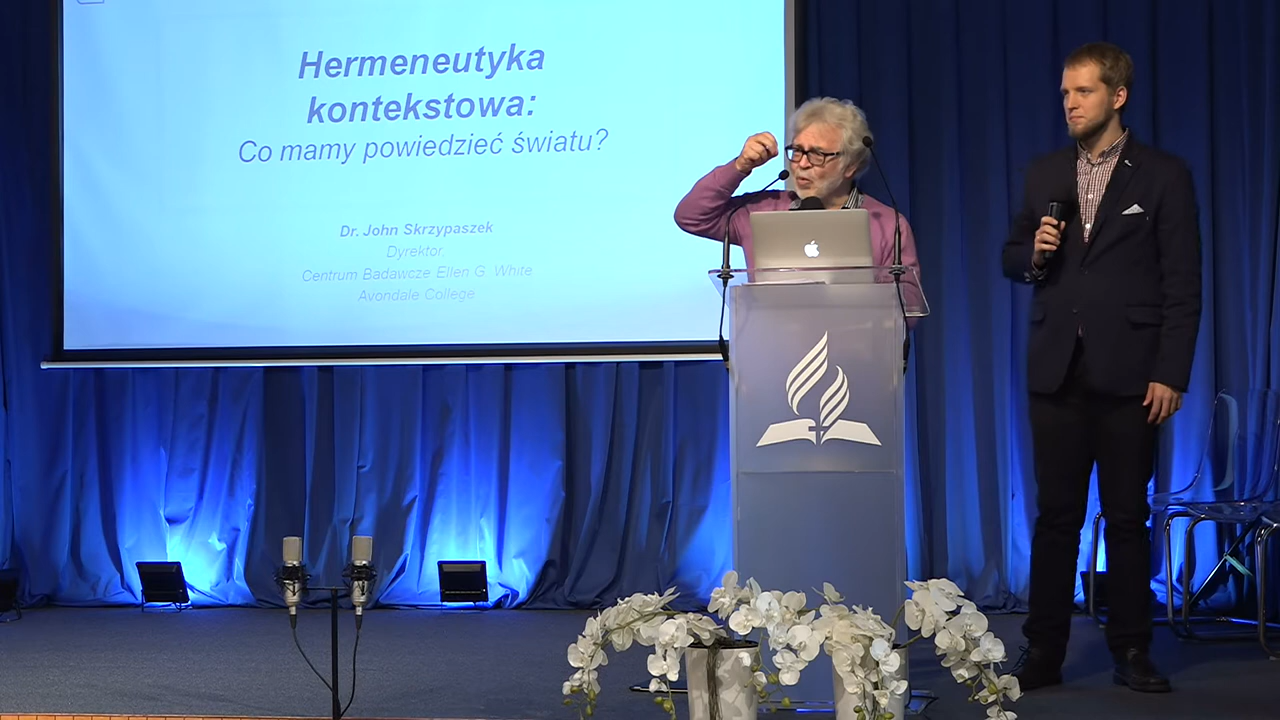 Hermeneutyka
kontekstowa:
Co mamy powiedzieć światu?
Dr. John Skrzypaszek
Dyrektor
Centrum Badawcze Ellen G. White
Avondale College